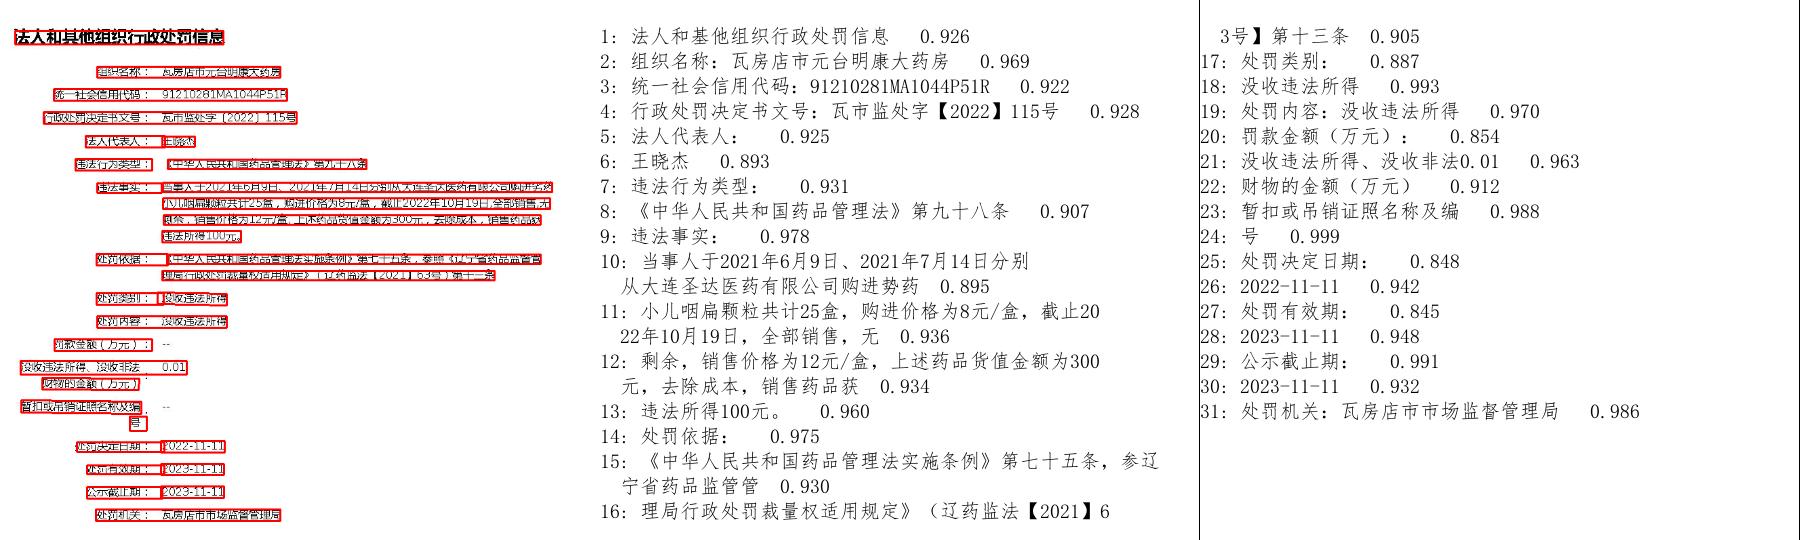 法人和其他组织行政处罚信息
组织名称： 瓦房店市元台明康大药房
统一社会信用代码： 91210281MA1044P51R
行政处罚决定书文号： 瓦市监处字〔2022〕115号
法人代表人： 王晓杰
违法行为类型： 《中华人民共和国药品管理法》第九十八条
违法事实： 当事人于2021年6月9日、2021年7月14日分别从大连圣达医药有限公司购进势药
小儿咽扁颗粒共计25盒，购进价格为8元/盒，截止2022年10月19日,全部销售,无
剩余，销售价格为12元/盒,上述药品货值金额为300元，去除成本，销售药品获
违法所得100元。
处罚依据： 《中华人民共和国药品管理法实施条例》第七十五条，参照《辽宁省药品监督管
理局行政处罚裁量权适用规定》（辽药监法【2021】63号）第十三条
处罚类别： 没收违法所得
处罚内容： 没收违法所得
罚款金额（万元）： --
没收违法所得、没收非法 0.01
财物的金额（万元）
暂扣或吊销证照名称及编 --
号
处罚决定日期： 2022-11-11
处罚有效期： 2023-11-11
公示截止期： 2023-11-11
处罚机关： 瓦房店市市场监督管理局
1: 法人和基他组织行政处罚信息 0.926
2: 组织名称：瓦房店市元台明康大药房 0.969
3: 统一社会信用代码：91210281MA1044P51R 0.922
4: 行政处罚决定书文号：瓦市监处字【2022】115号 0.928
5: 法人代表人： 0.925
6: 王晓杰 0.893
7: 违法行为类型： 0.931
8: 《中华人民共和国药品管理法》第九十八条 0.907
9: 违法事实： 0.978
10: 当事人于2021年6月9日、2021年7月14日分别
从大连圣达医药有限公司购进势药 0.895
11: 小儿咽扁颗粒共计25盒，购进价格为8元/盒，截止20
22年10月19日，全部销售，无 0.936
12: 剩余，销售价格为12元/盒，上述药品货值金额为300
元，去除成本，销售药品获 0.934
13: 违法所得100元。 0.960
14: 处罚依据： 0.975
15: 《中华人民共和国药品管理法实施条例》第七十五条，参辽
宁省药品监管管 0.930
16: 理局行政处罚裁量权适用规定》（辽药监法【2021】6
3号】第十三条 0.905
17: 处罚类别： 0.887
18: 没收违法所得 0.993
19: 处罚内容：没收违法所得 0.970
20: 罚款金额（万元）： 0.854
21: 没收违法所得、没收非法0.01 0.963
22: 财物的金额（万元） 0.912
23: 暂扣或吊销证照名称及编 0.988
24: 号 0.999
25: 处罚决定日期： 0.848
26: 2022-11-11 0.942
27: 处罚有效期： 0.845
28: 2023-11-11 0.948
29: 公示截止期： 0.991
30: 2023-11-11 0.932
31: 处罚机关：瓦房店市市场监督管理局 0.986